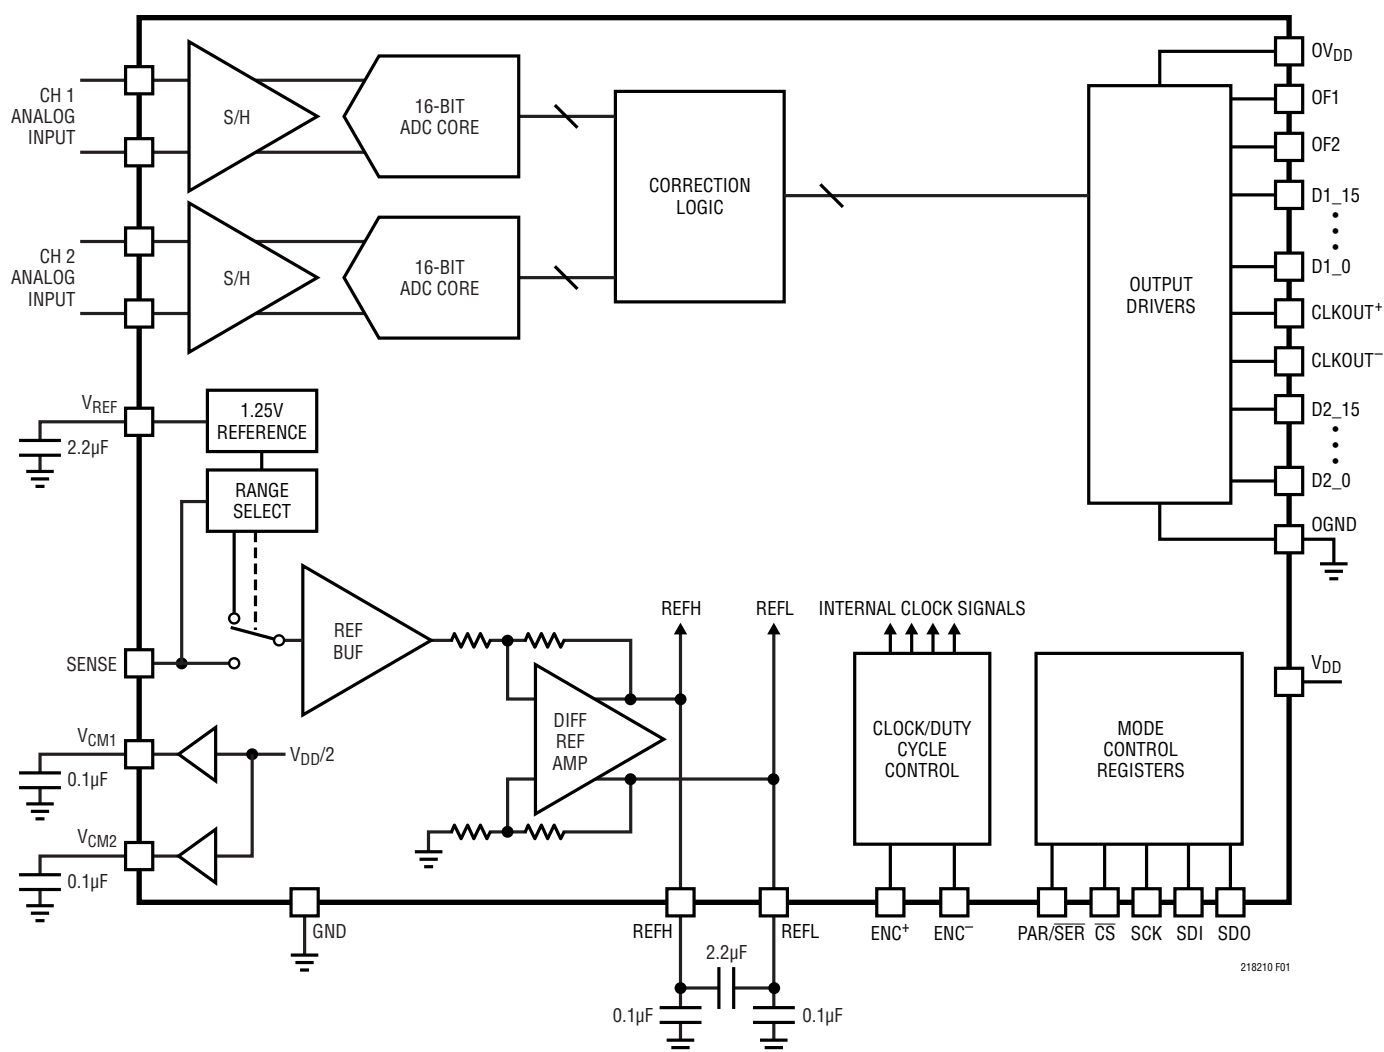 CH 1
ANALOG
INPUT
S/H
16-BIT
ADC CORE
CH 2
ANALOG
INPUT
S/H
16-BIT
ADC CORE
CORRECTION
LOGIC
OUTPUT
DRIVERS
OVDD
OF1
OF2
D1_15
D1_0
CLKOUT+
CLKOUT–
D2_15
D2_0
OGND
VDD
VREF
2.2µF
1.25V
REFERENCE
RANGE
SELECT
SENSE
REF
BUF
VCM1
0.1µF
VDD/2
VCM2
0.1µF
DIFF
REF
AMP
REFH
REFL
INTERNAL CLOCK SIGNALS
CLOCK/DUTY
CYCLE
CONTROL
MODE
CONTROL
REGISTERS
GND
REFH
REFL
2.2µF
0.1µF
0.1µF
ENC+
ENC–
PAR/SER
CS
SCK
SDI
SDO
218210 F01